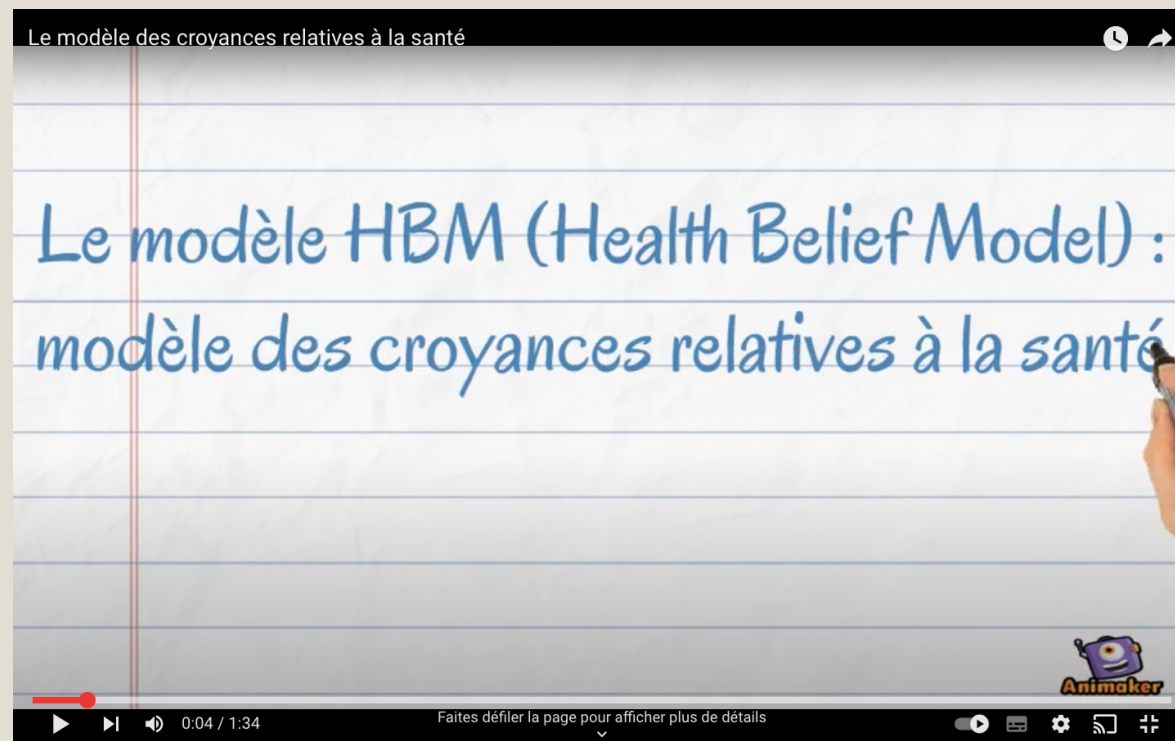 Le modèle des croyances relatives à la santé
Le modèle HBM (Health Belief Model) :
modèle des croyances relatives à la santé
Animaker
0:04 / 1:34
Faites défiler la page pour afficher plus de détails